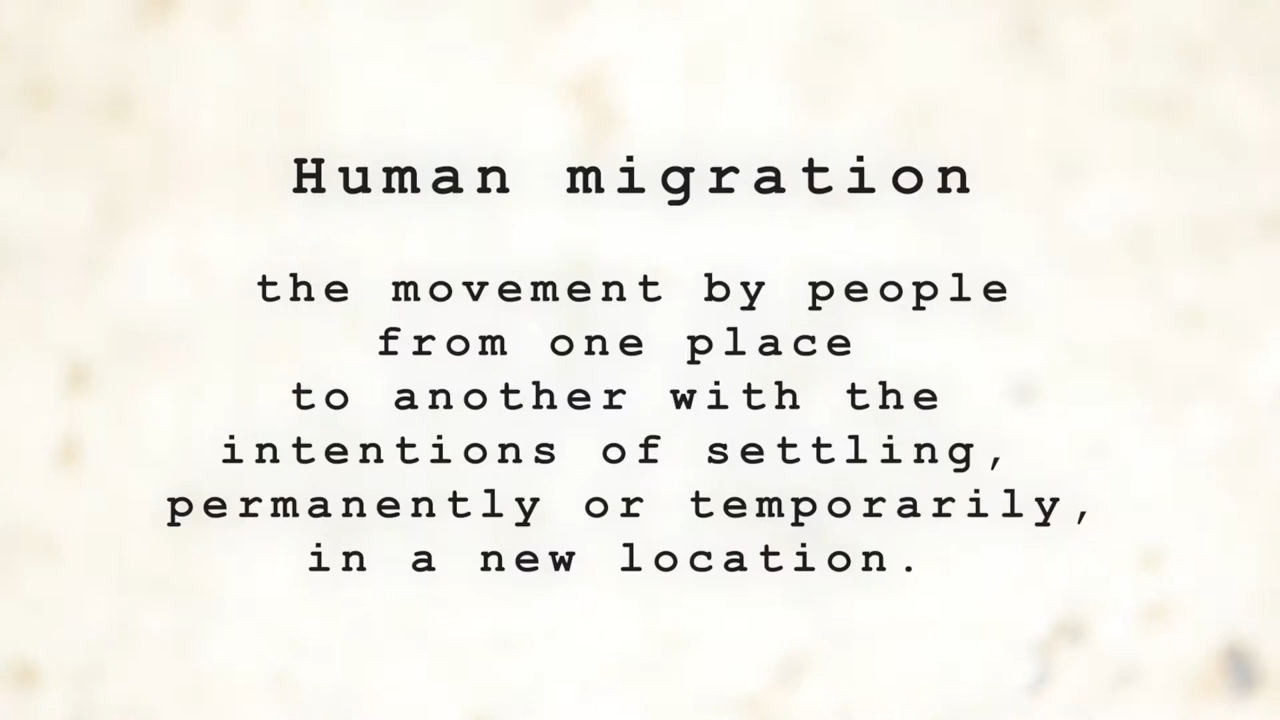 Human migration
the movement by people
from one place
to another with the
intentions of settling,
permanently or temporarily,
in a new location.